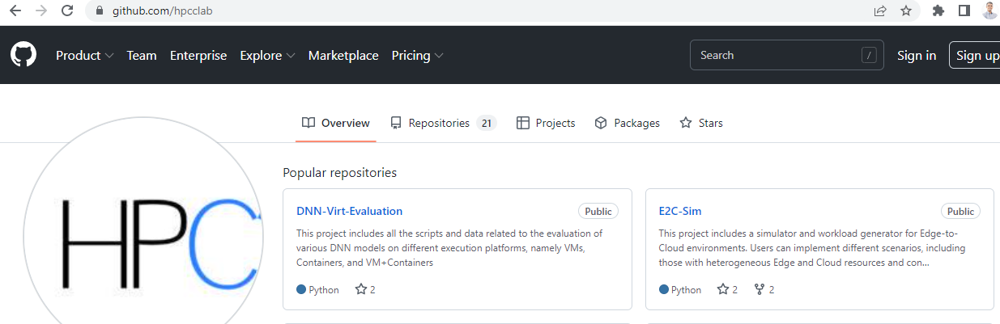 github.com/hpcclab
Product Team Enterprise Explore Marketplace Pricing Search / Sign in Sign up
Overview Repositories 21 Projects Packages Stars
Popular repositories
HPC
DNN-Virt-Evaluation Public
This project includes all the scripts and data related to the evaluation of
various DNN models on different execution platforms, namely VMs,
Containers, and VM+Containers
Python 2
E2C-Sim Public
This project includes a simulator and workload generator for Edge-to-
Cloud environments. Users can implement different scenarios, including
those with heterogeneous Edge and Cloud resources and con...
Python 2 2